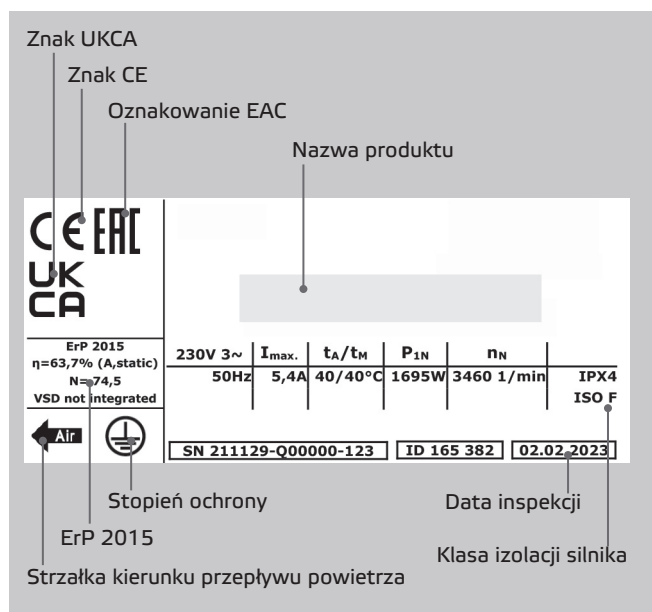 Znak UKCA
Znak CE
Oznakowanie EAC
Nazwa produktu
CE EAC
UK
CA
ErP 2015
η=63,7% (A,static)
N= 74,5
VSD not integrated
230V 3~ Imax. tA/tM P1N nN
50Hz 5,4A 40/40°C 1695W 3460 1/min IPX4
ISO F
Air
SN 211129-Q00000-123 ID 165 382 02.02.2023
Stopień ochrony Data inspekcji
ErP 2015
Klasa izolacji silnika
Strzałka kierunku przepływu powietrza